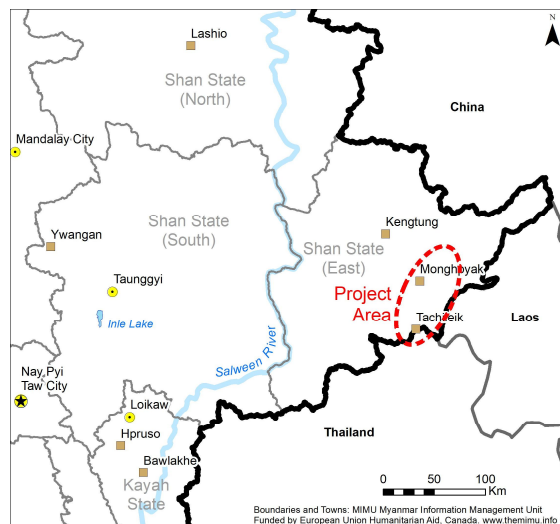 N
Lashio
Shan State
(North)
China
Mandalay City
Ywangan
Shan State
(South)
Kengtung
Shan State
(East)
Monghpyak
Taunggyi
Project
Area
Inle Lake
Tachileik
Laos
Salween River
Nay Pyi
Taw City
Loikaw
Hpruso
Thailand
Bawlakhe
Kayah
State
0 50 100
Km
Boundaries and Towns: MIMU Myanmar Information Management Unit
Funded by European Union Humanitarian Aid. Canada. www.themimu.info